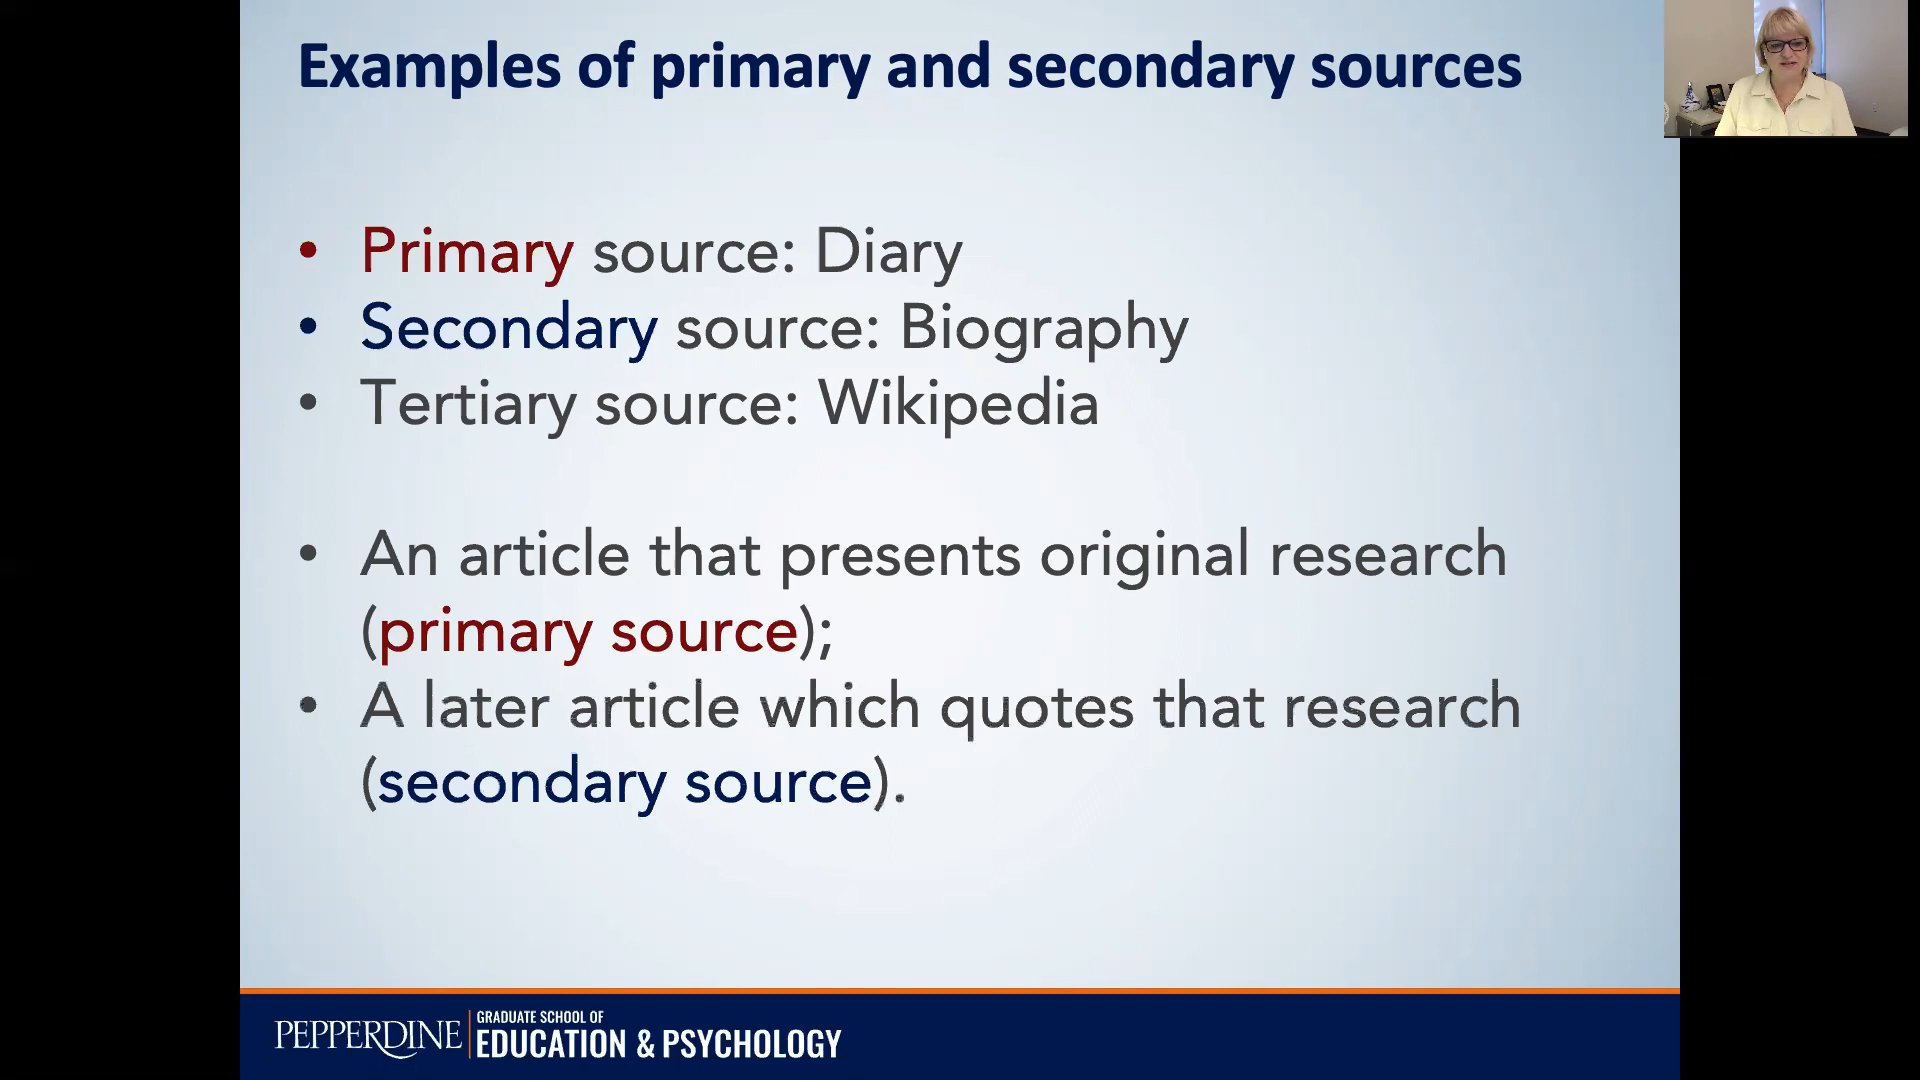 Examples of primary and secondary sources
• Primary source: Diary
• Secondary source: Biography
• Tertiary source: Wikipedia
• An article that presents original research
(primary source);
• A later article which quotes that research
(secondary source).
PEPPERDINE
GRADUATE SCHOOL OF
EDUCATION & PSYCHOLOGY